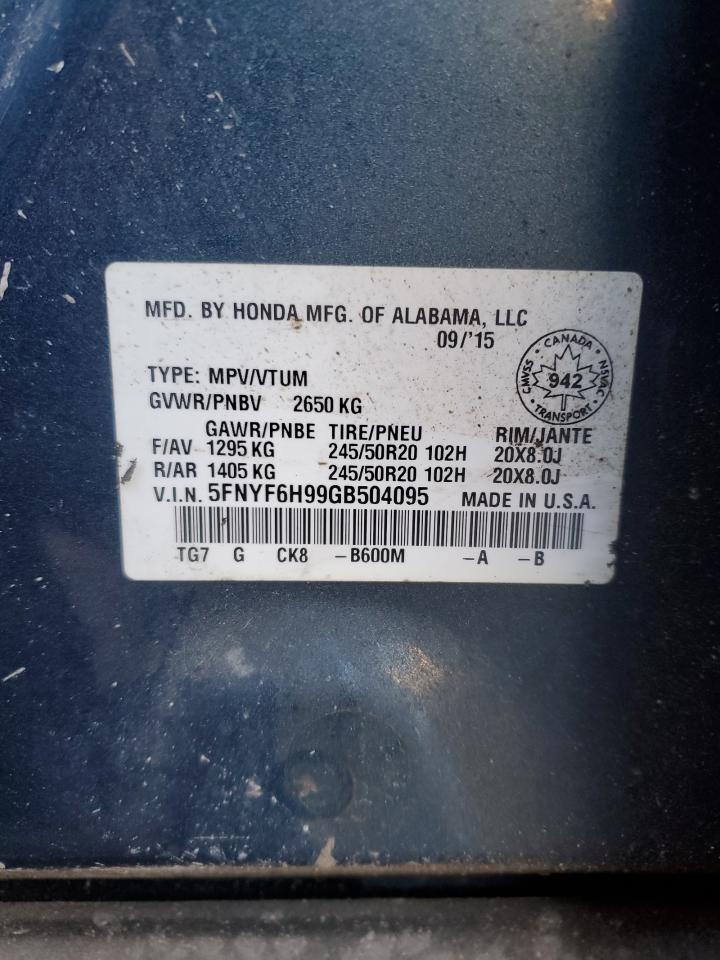 MFD. BY HONDA MFG. OF ALABAMA, LLC
09/'15
CANADA
CMVSS 942 NSVAC
TRANSPORT
TYPE: MPV/VTUM
GVWR/PNBV 2650 KG
GAWR/PNBE TIRE/PNEU RIM/JANTE
F/AV 1295 KG 245/50R20 102H 20X8.0J
R/AR 1405 KG 245/50R20 102H 20X8.0J
V.I.N. 5FNYF6H99GB504095 MADE IN U.S.A.
TG7 G CK8 -B600M -A -B